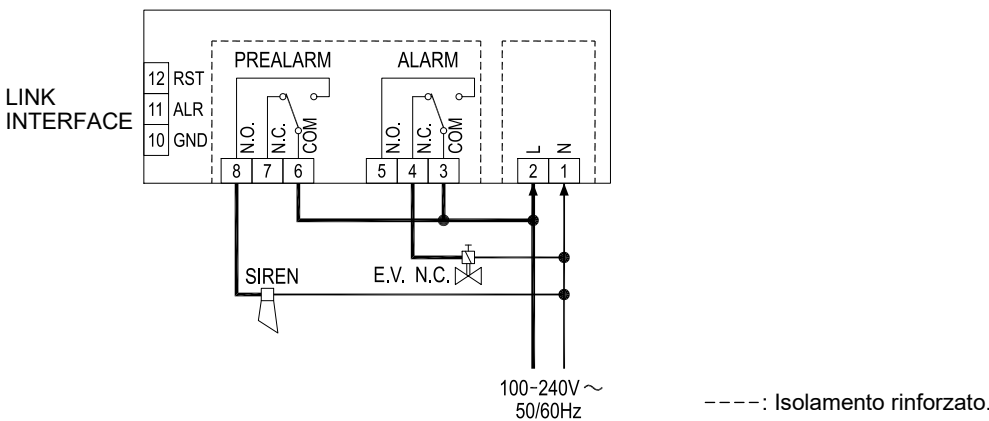 PREALARM
ALARM
LINK
INTERFACE
12 RST
11 ALR
10 GND
N.O.
N.C.
COM
N.O.
N.C.
COM
L
N
8 7 6
5 4 3
2 1
E.V. N.C.
SIREN
100-240V ~
50/60Hz
----: Isolamento rinforzato.